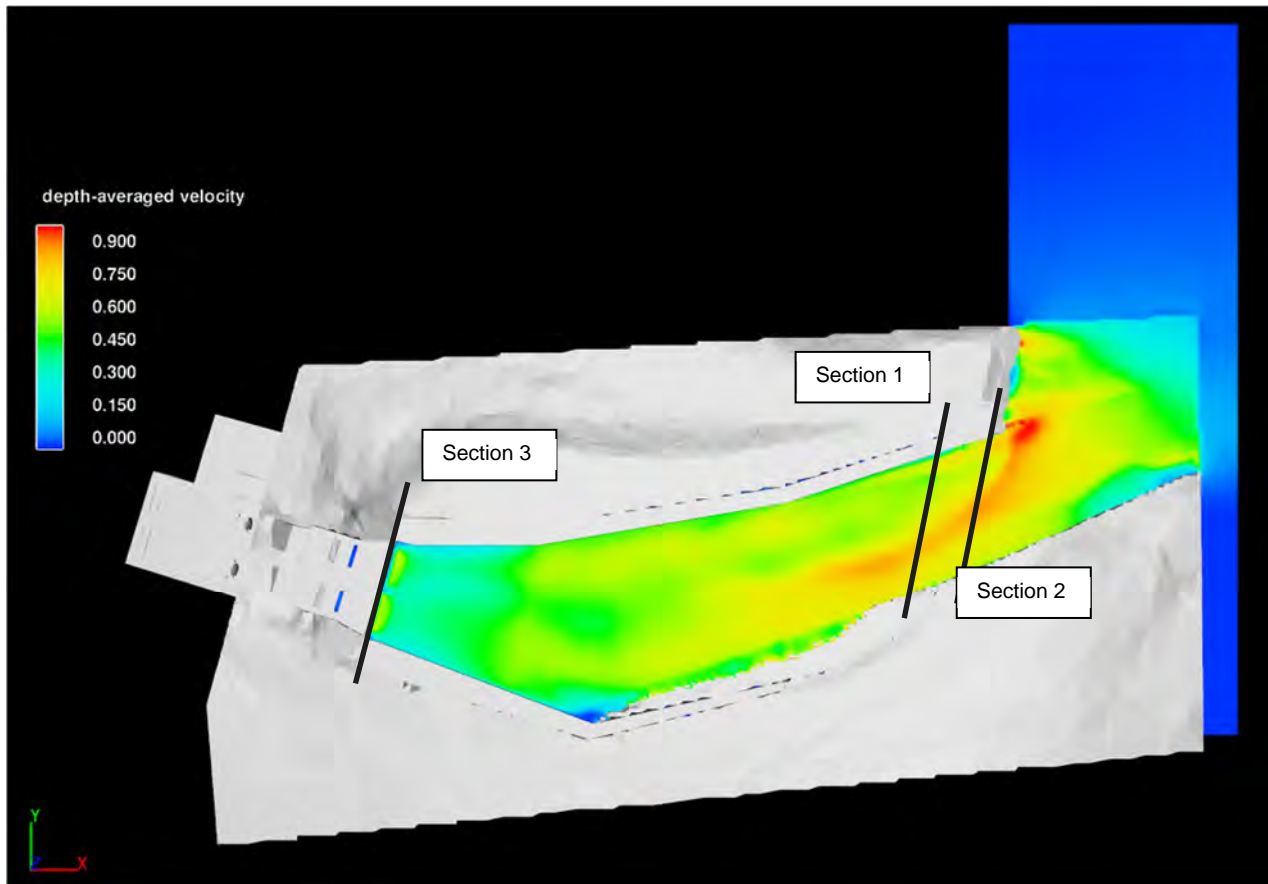 depth-averaged velocity
0.900
0.750
0.600
0.450
0.300
0.150
0.000
Section 1
Section 3
Section 2
Y
Z
X